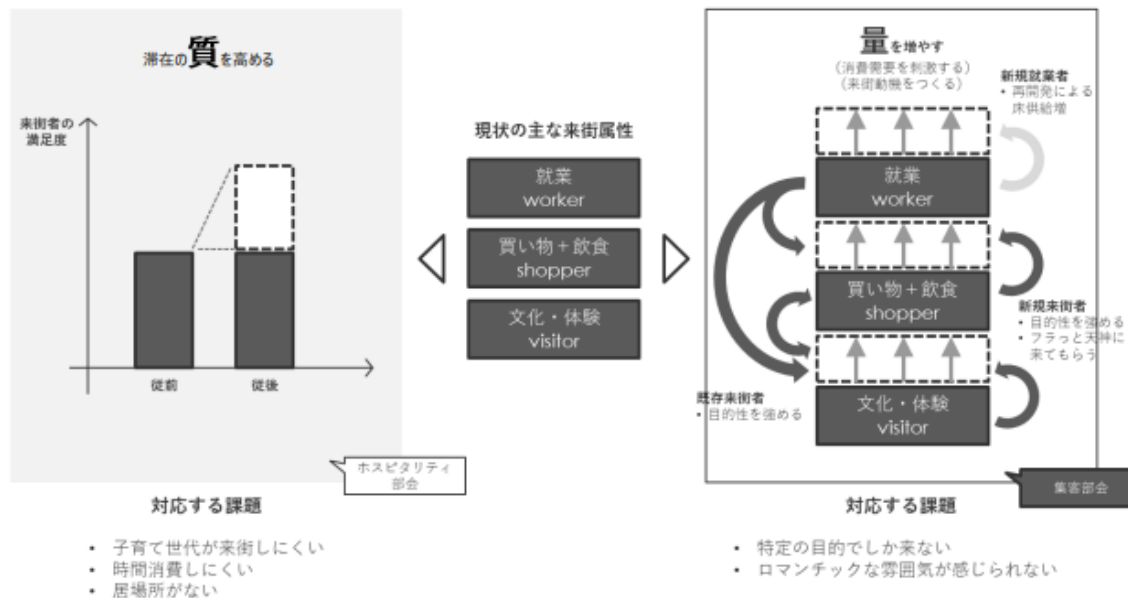 滞在の質を高める
来街者の
満足度
従前
従後
ホスピタリティ
部会
対応する課題
• 子育て世代が来街しにくい
• 時間消費しにくい
• 居場所がない
現状の主な来街属性
就業
worker
買い物+飲食
shopper
文化・体験
visitor
量を増やす
(消費需要を刺激する)
(来街動機をつくる)
新規就業者
• 再開発による
床供給増
就業
worker
買い物+飲食
shopper
新規来街者
• 目的性を強める
• フラっと天神に
来てもらう
既存来街者
• 目的性を強める
文化・体験
visitor
集客部会
対応する課題
• 特定の目的でしか来ない
• ロマンチックな雰囲気が感じられない